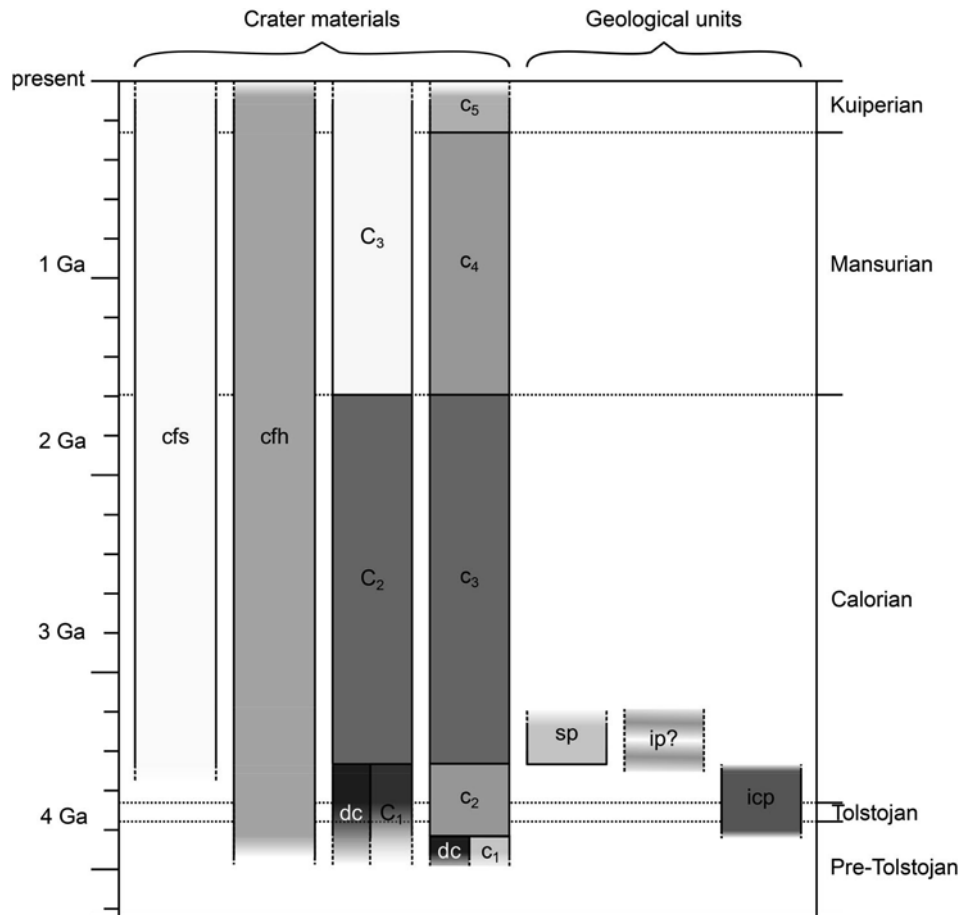 Crater materials Geological units
present
Kuiperian
c₅
1 Ga
C₃
c₄
Mansurian
2 Ga
cfs
cfh
C₂
c₃
Calorian
3 Ga
sp
ip?
icp
4 Ga
dc
C₁
c₂
Tolstojan
dc
c₁
Pre-Tolstojan